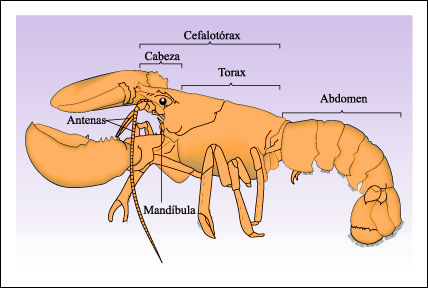 Cefalotórax
Cabeza
Torax
Abdomen
Antenas
Mandíbula